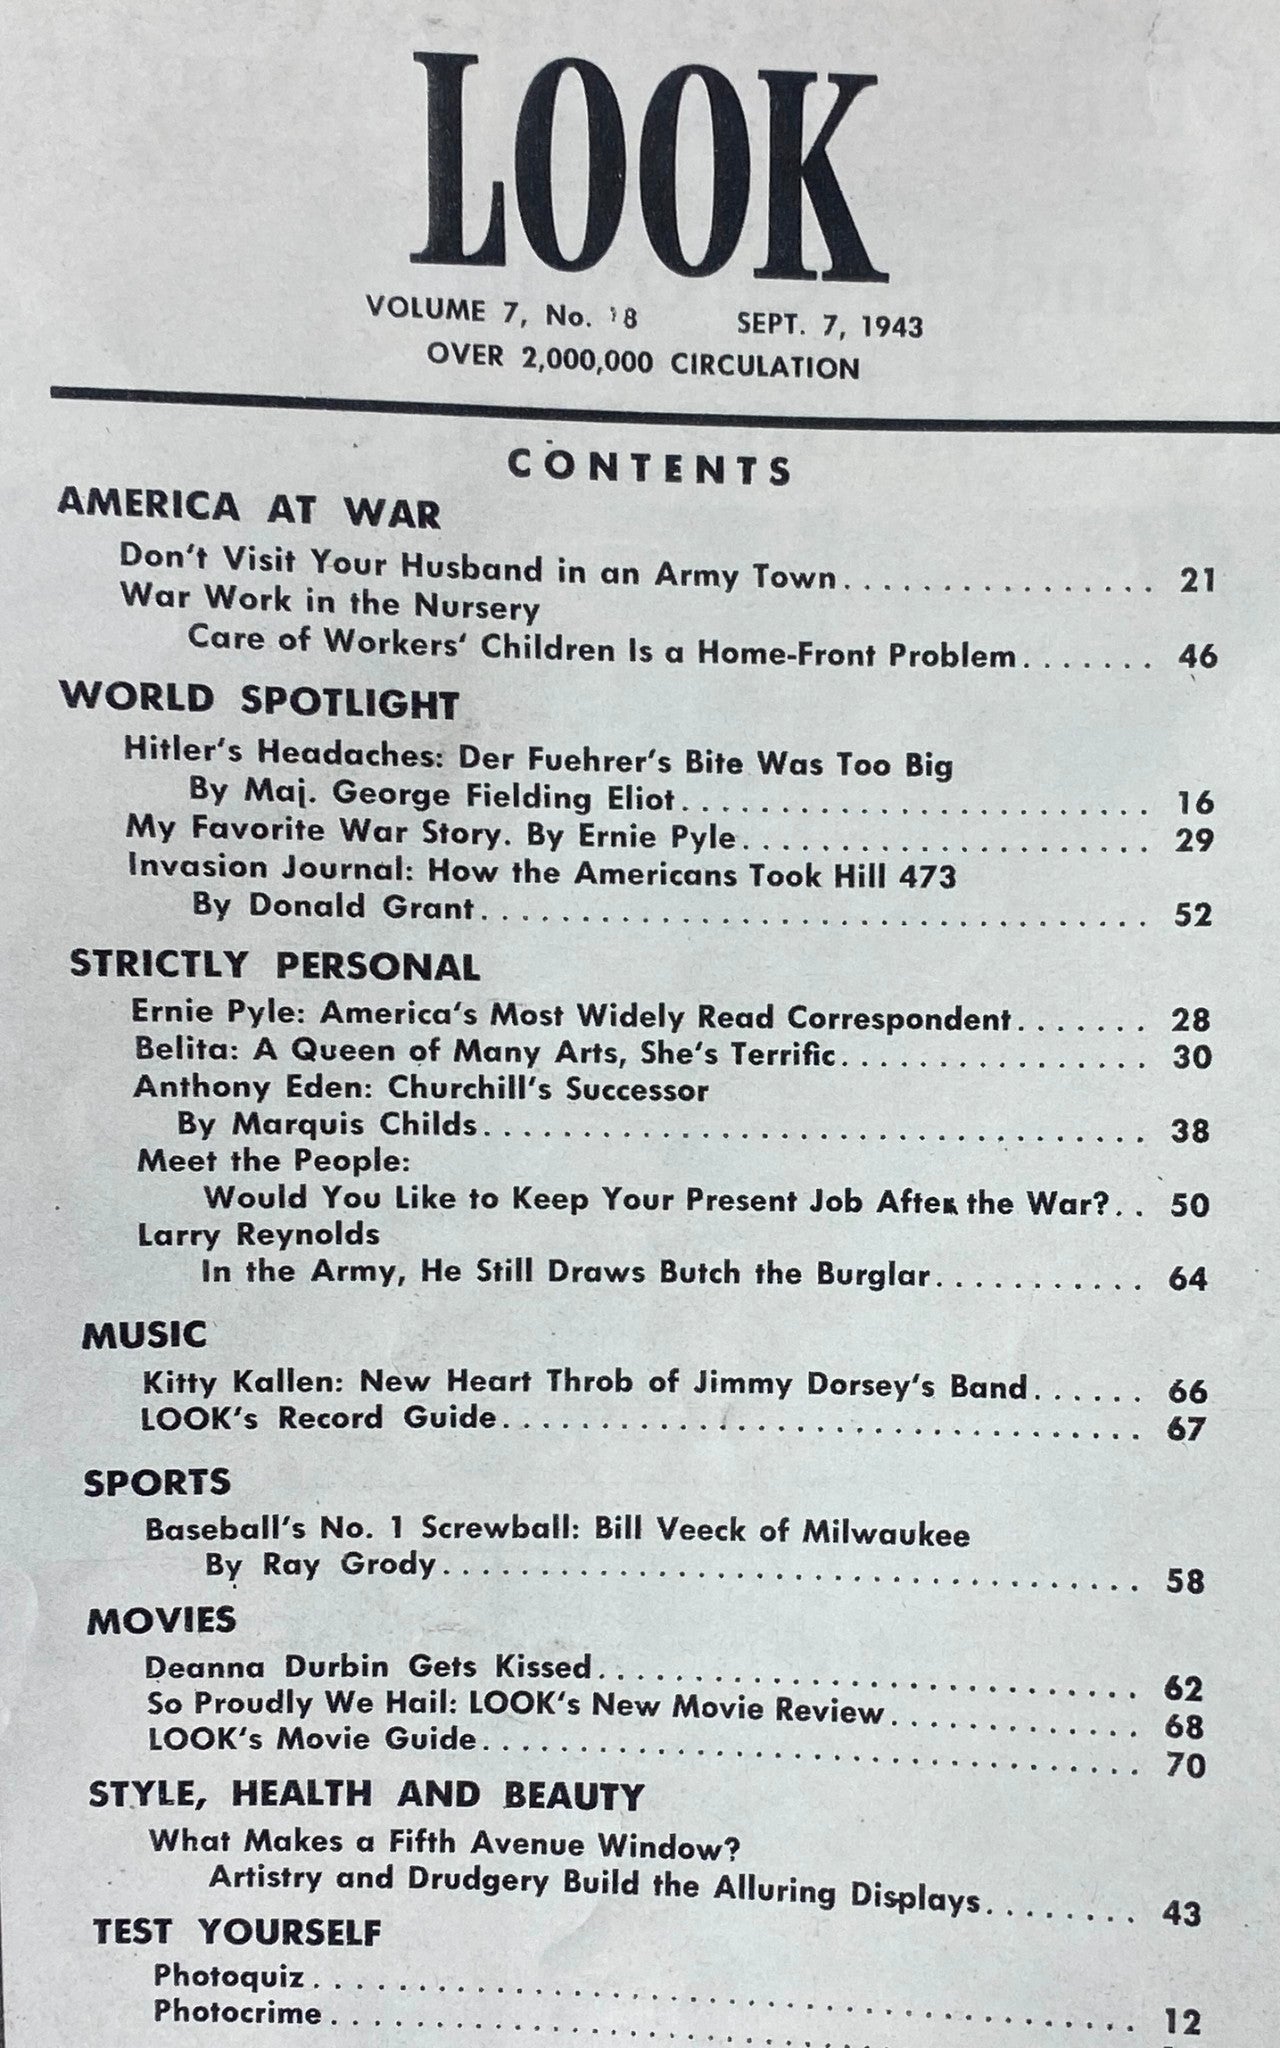 LOOK
VOLUME 7, No. 18 SEPT. 7, 1943
OVER 2,000,000 CIRCULATION
CONTENTS
AMERICA AT WAR
Don't Visit Your Husband in an Army Town................ 21
War Work in the Nursery
Care of Workers' Children Is a Home-Front Problem....... 46
WORLD SPOTLIGHT
Hitler's Headaches: Der Fuehrer's Bite Was Too Big
By Maj. George Fielding Eliot........................ 16
My Favorite War Story. By Ernie Pyle..................... 29
Invasion Journal: How the Americans Took Hill 473
By Donald Grant.................................. 52
STRICTLY PERSONAL
Ernie Pyle: America's Most Widely Read Correspondent....... 28
Belita: A Queen of Many Arts, She's Terrific................ 30
Anthony Eden: Churchill's Successor
By Marquis Childs.................................. 38
Meet the People:
Would You Like to Keep Your Present Job After the War?.. 50
Larry Reynolds
In the Army, He Still Draws Butch the Burglar........... 64
MUSIC
Kitty Kallen: New Heart Throb of Jimmy Dorsey's Band...... 66
LOOK's Record Guide................................ 67
SPORTS
Baseball's No. 1 Screwball: Bill Veeck of Milwaukee
By Ray Grody................................... 58
MOVIES
Deanna Durbin Gets Kissed........................... 62
So Proudly We Hail: LOOK's New Movie Review............. 68
LOOK's Movie Guide................................. 70
STYLE, HEALTH AND BEAUTY
What Makes a Fifth Avenue Window?
Artistry and Drudgery Build the Alluring Displays........ 43
TEST YOURSELF
Photoquiz......................................... 12
Photocrime........................................